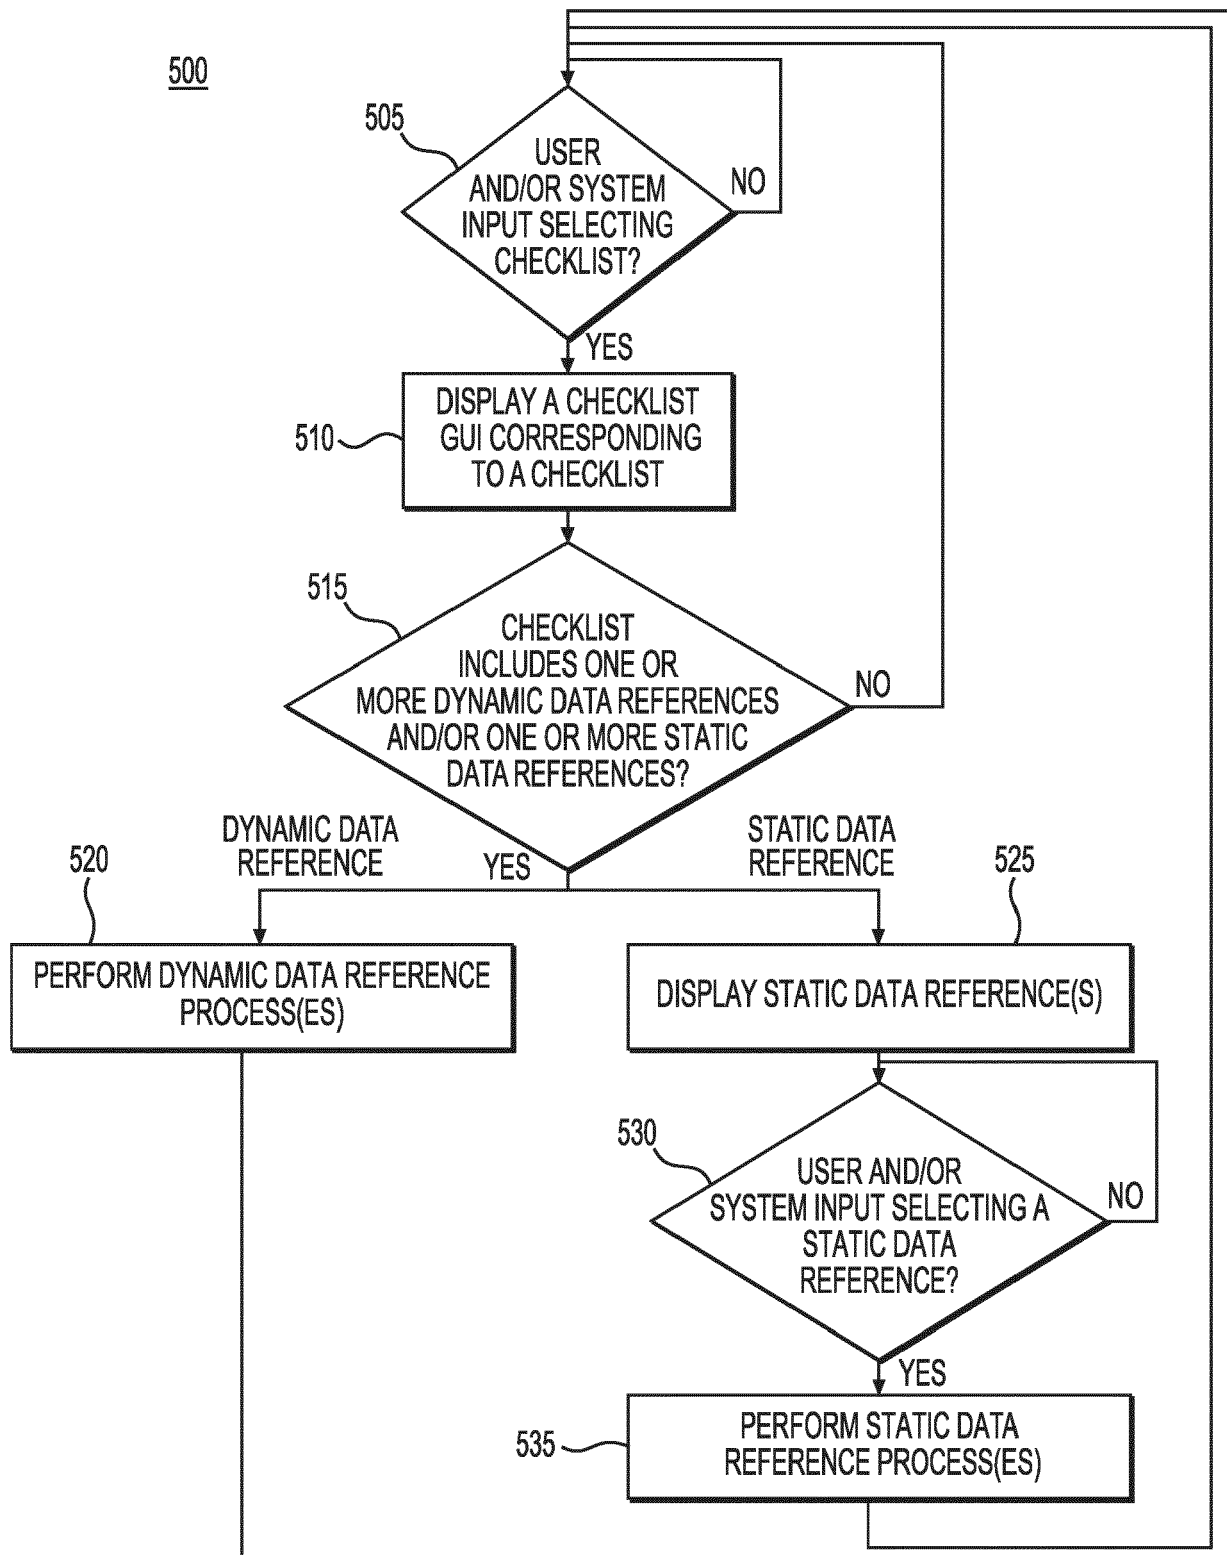 500
505
USER
AND/OR SYSTEM
INPUT SELECTING
CHECKLIST?
NO
YES
510
DISPLAY A CHECKLIST
GUI CORRESPONDING
TO A CHECKLIST
515
CHECKLIST
INCLUDES ONE OR
MORE DYNAMIC DATA REFERENCES
AND/OR ONE OR MORE STATIC
DATA REFERENCES?
NO
DYNAMIC DATA
REFERENCE
YES
STATIC DATA
REFERENCE
520
PERFORM DYNAMIC DATA REFERENCE
PROCESS(ES)
525
DISPLAY STATIC DATA REFERENCE(S)
530
USER AND/OR
SYSTEM INPUT SELECTING A
STATIC DATA
REFERENCE?
NO
YES
535
PERFORM STATIC DATA
REFERENCE PROCESS(ES)